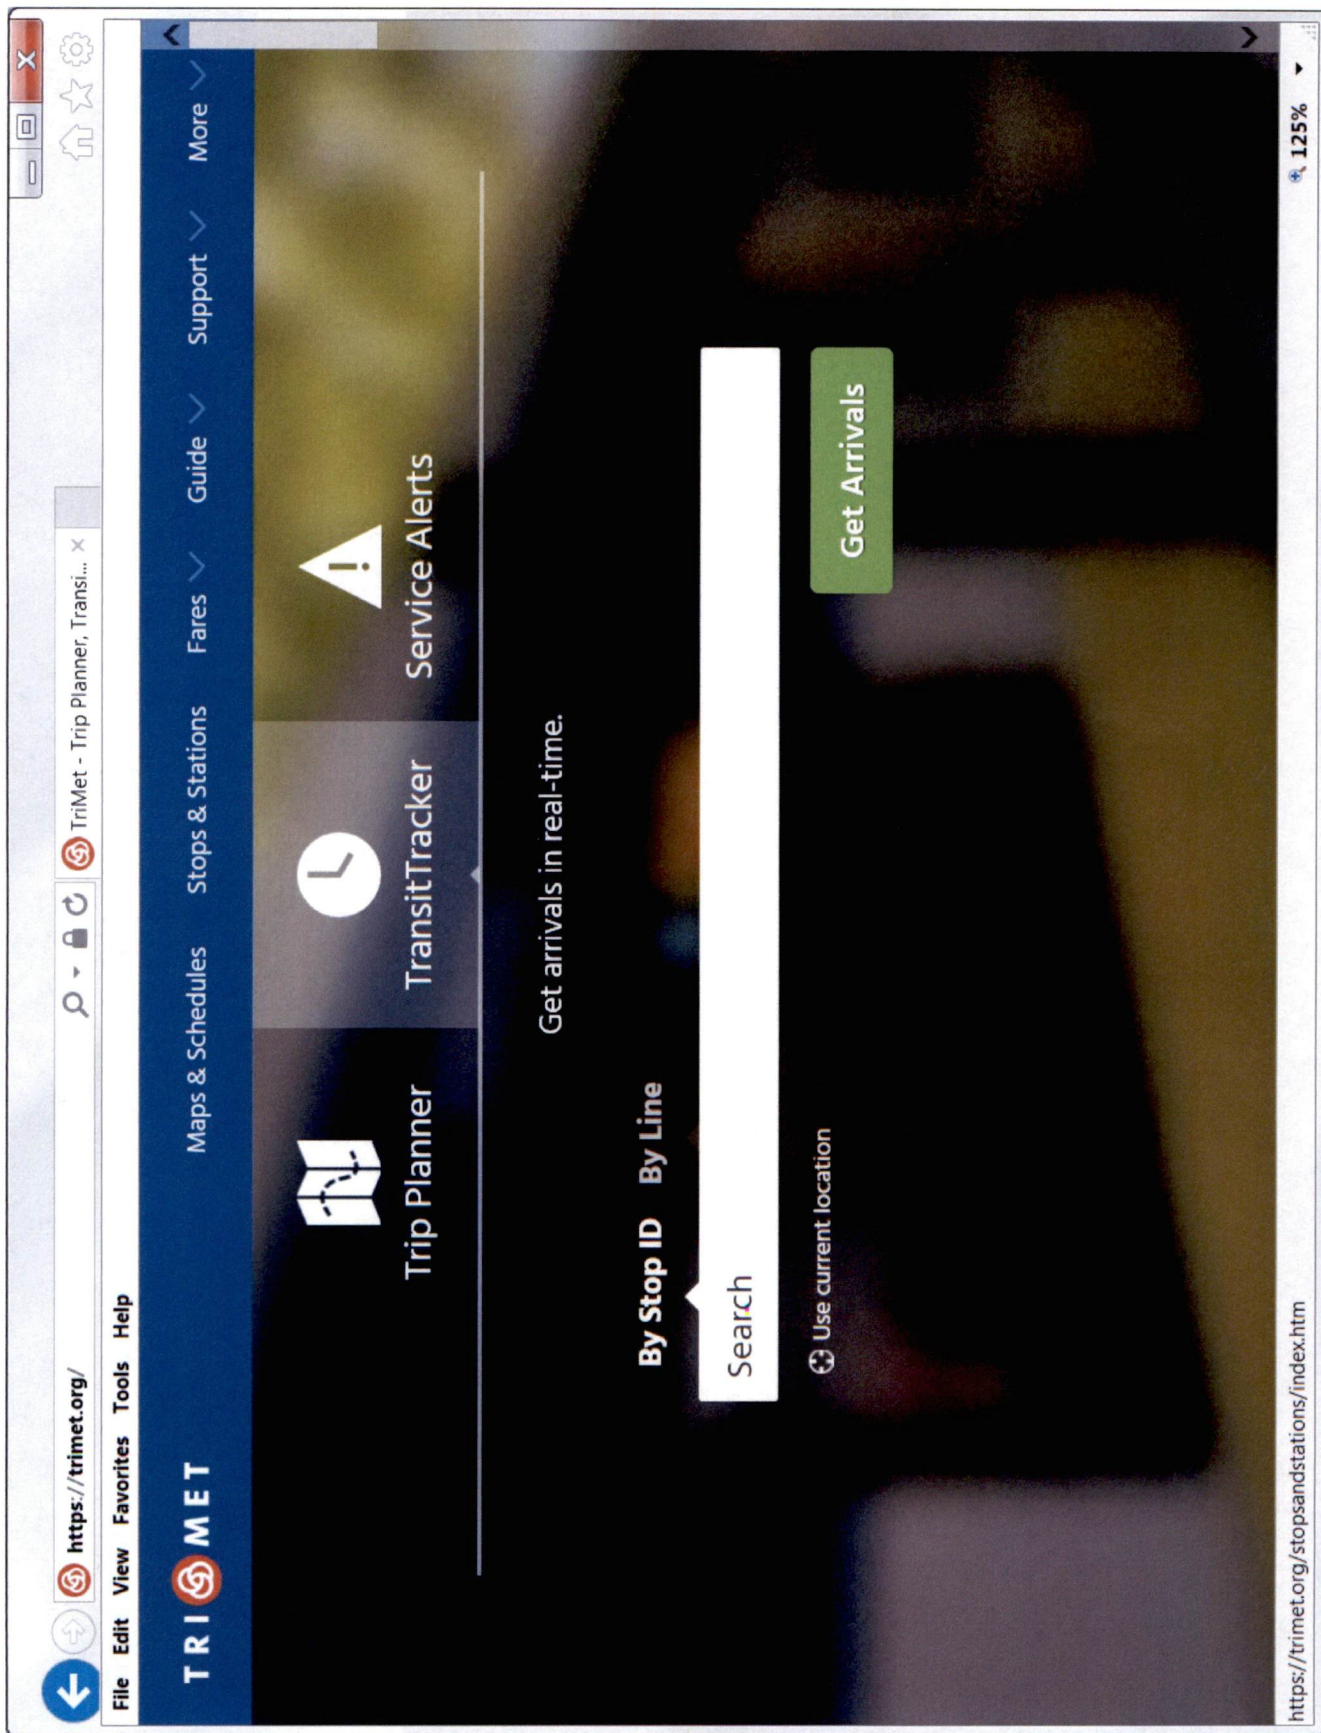 https://trimet.org/
TriMet - Trip Planner, Transi...
File Edit View Favorites Tools Help
TRIMET
Maps & Schedules Stops & Stations Fares Guide Support More
Trip Planner TransitTracker Service Alerts
Get arrivals in real-time.
By Stop ID By Line
Search
Use current location
Get Arrivals
https://trimet.org/stopsandstations/index.htm
125%